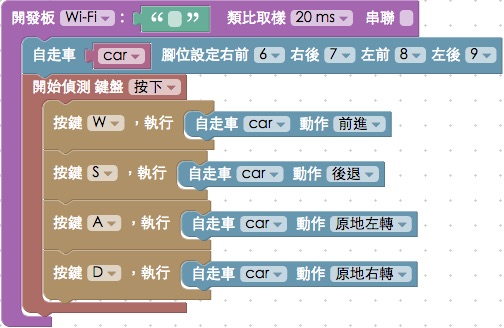 開發板 Wi-Fi : “ ” 類比取樣 20 ms 串聯
自走車 car 腳位設定右前 6 右後 7 左前 8 左後 9
開始偵測 鍵盤 按下
按鍵 W ，執行 自走車 car 動作 前進
按鍵 S ，執行 自走車 car 動作 後退
按鍵 A ，執行 自走車 car 動作 原地左轉
按鍵 D ，執行 自走車 car 動作 原地右轉